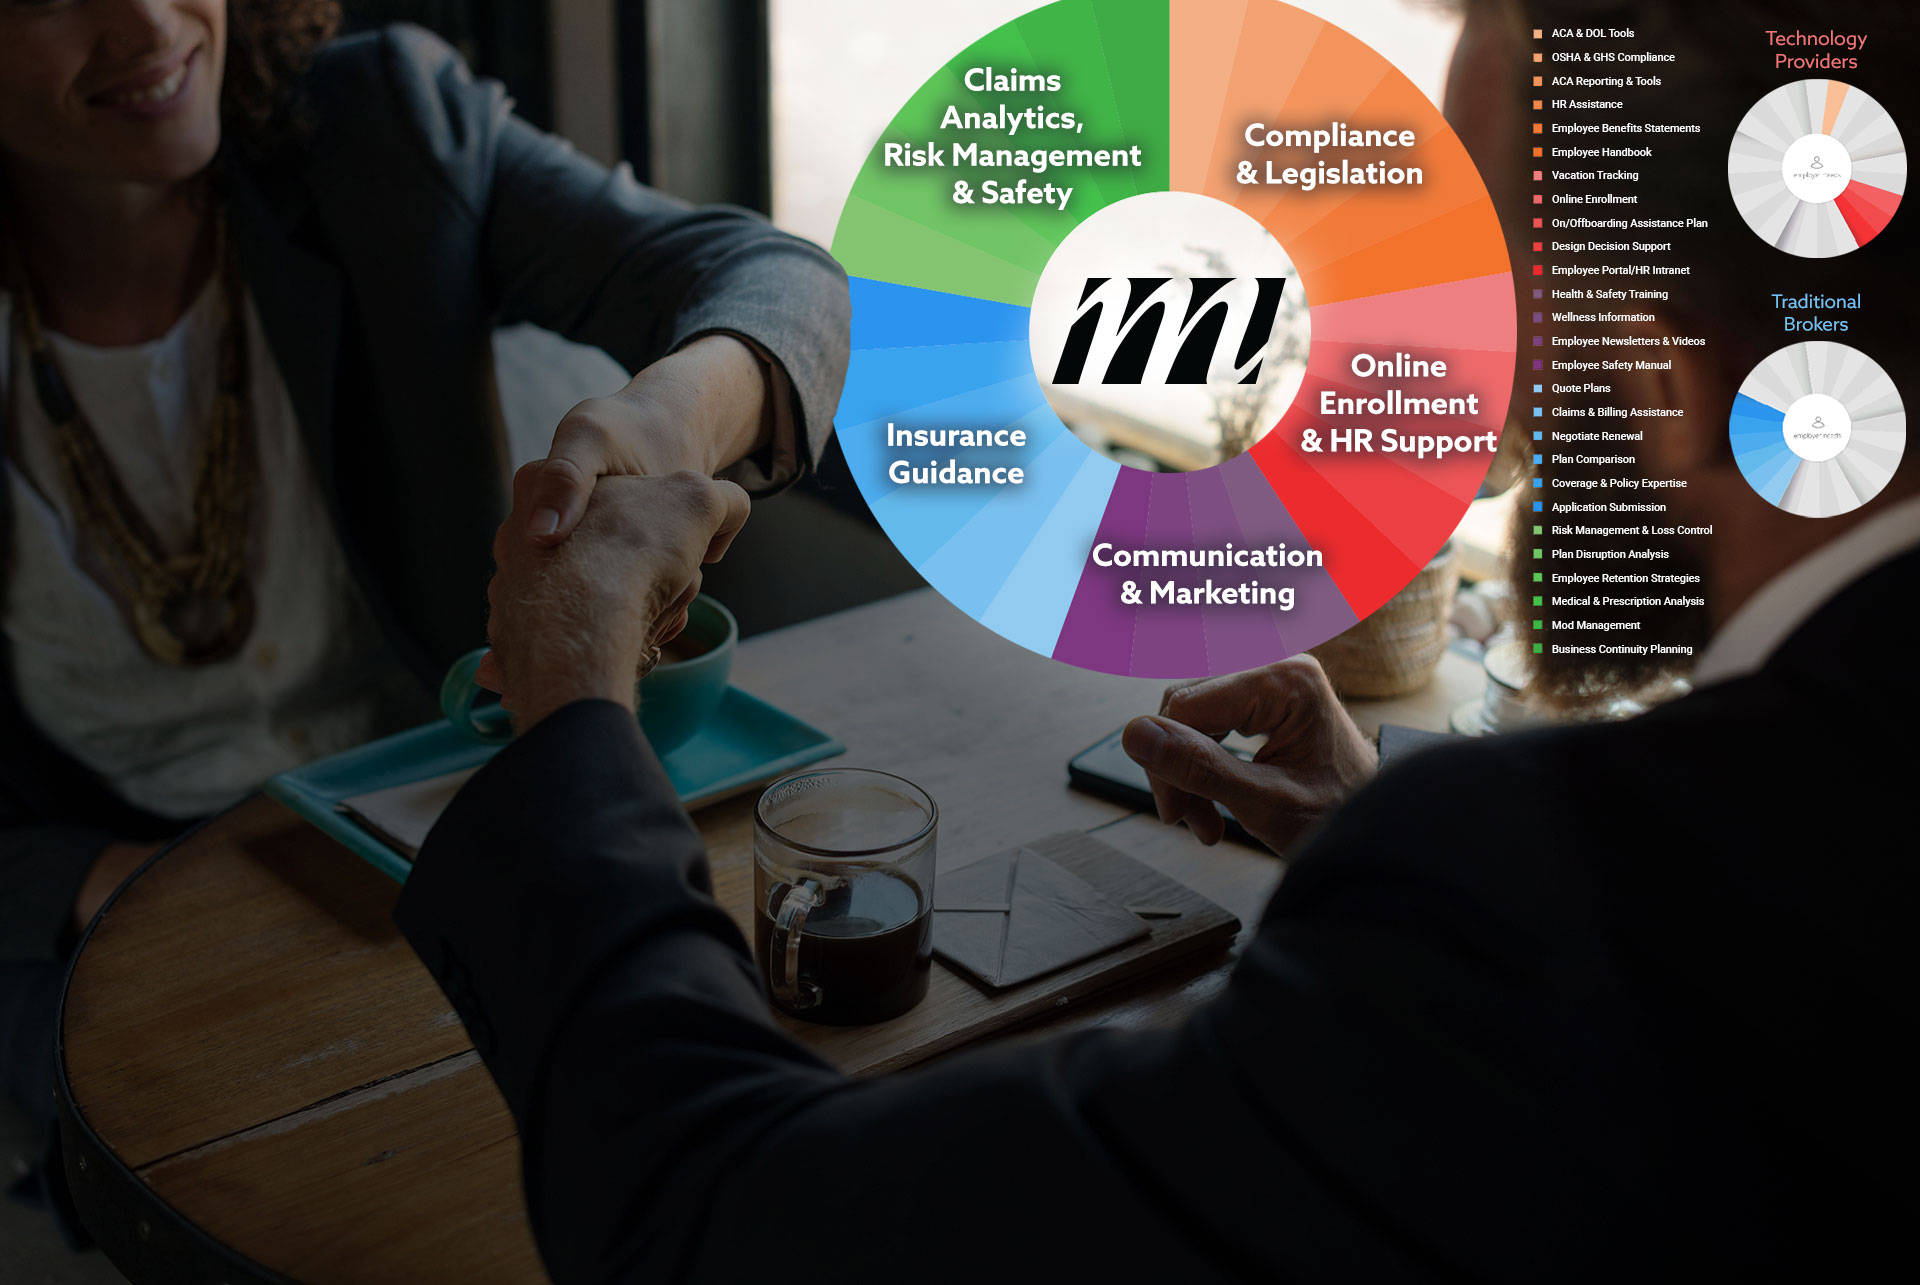 Claims
Analytics,
Risk Management
& Safety
Compliance
& Legislation
Online
Enrollment
& HR Support
Communication
& Marketing
Insurance
Guidance
m
ACA & DOL Tools
OSHA & GHS Compliance
ACA Reporting & Tools
HR Assistance
Employee Benefits Statements
Employee Handbook
Vacation Tracking
Online Enrollment
On/Offboarding Assistance Plan
Design Decision Support
Employee Portal/HR Intranet
Health & Safety Training
Wellness Information
Employee Newsletters & Videos
Employee Safety Manual
Quote Plans
Claims & Billing Assistance
Negotiate Renewal
Plan Comparison
Coverage & Policy Expertise
Application Submission
Risk Management & Loss Control
Plan Disruption Analysis
Employee Retention Strategies
Medical & Prescription Analysis
Mod Management
Business Continuity Planning
Technology
Providers
employer needs
Traditional
Brokers
employer needs